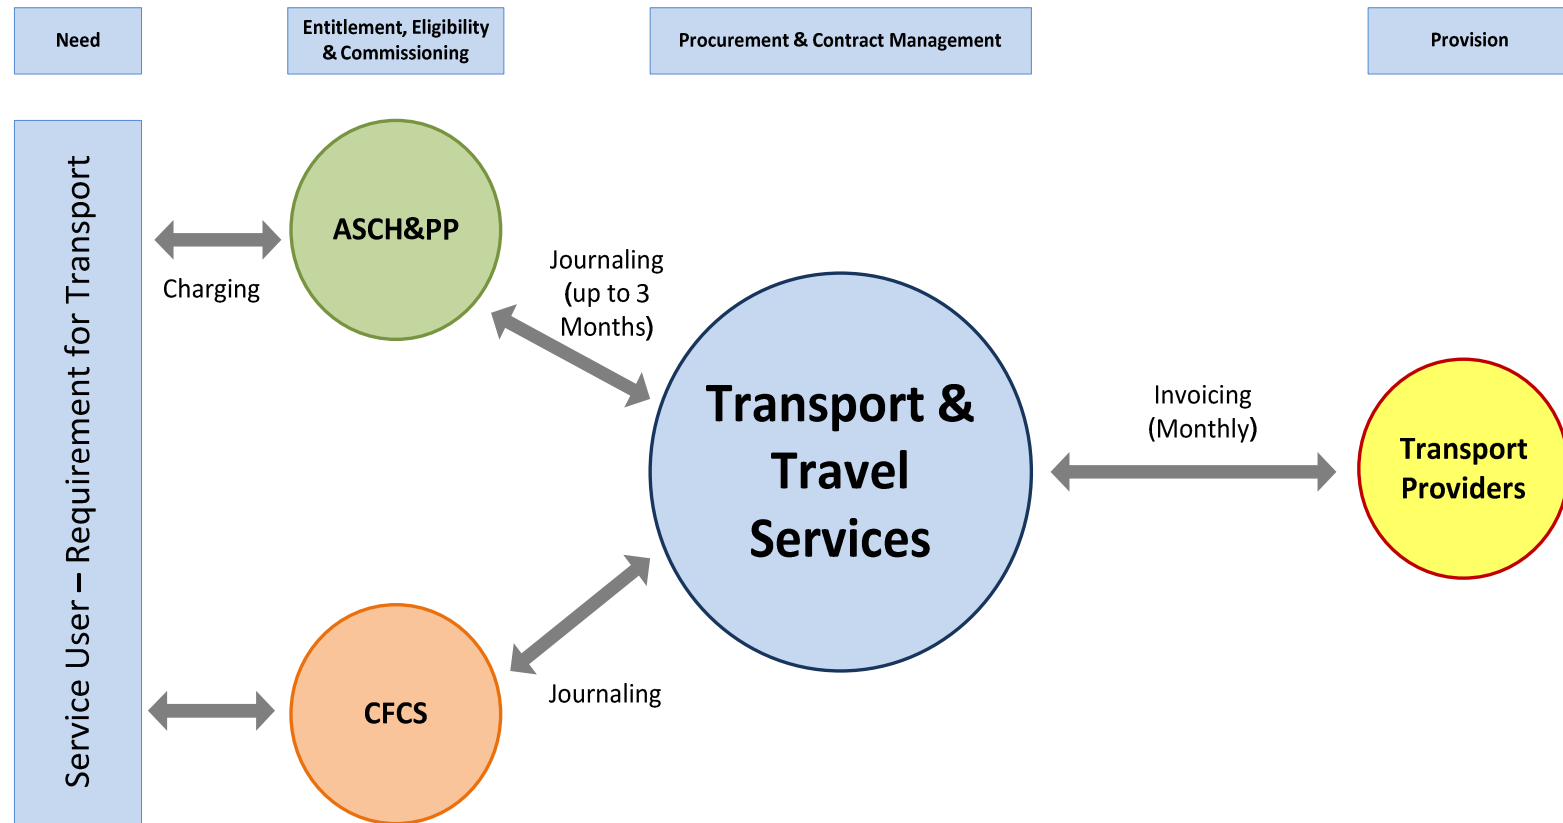 Need
Entitlement, Eligibility
& Commissioning
Procurement & Contract Management
Provision
Service User – Requirement for Transport
ASCH&PP
Charging
Journaling
(up to 3
Months)
Transport &
Travel
Services
Invoicing
(Monthly)
Transport
Providers
CFCS
Journaling